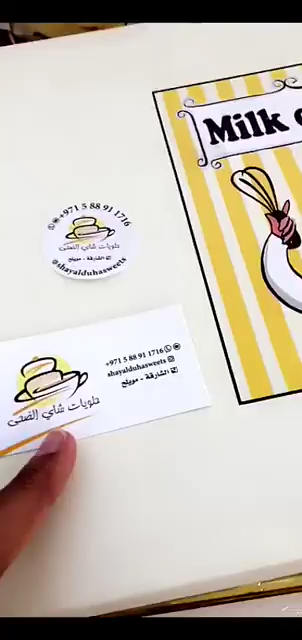 Milk
+971 5 88 91 1716
حلويات شاي الضحى
الشارقة - مويلح
@shayalduhasweets
+971 5 88 91 1716
shayalduhasweets
الشارقة - مويلح
حلويات شاي الضحى